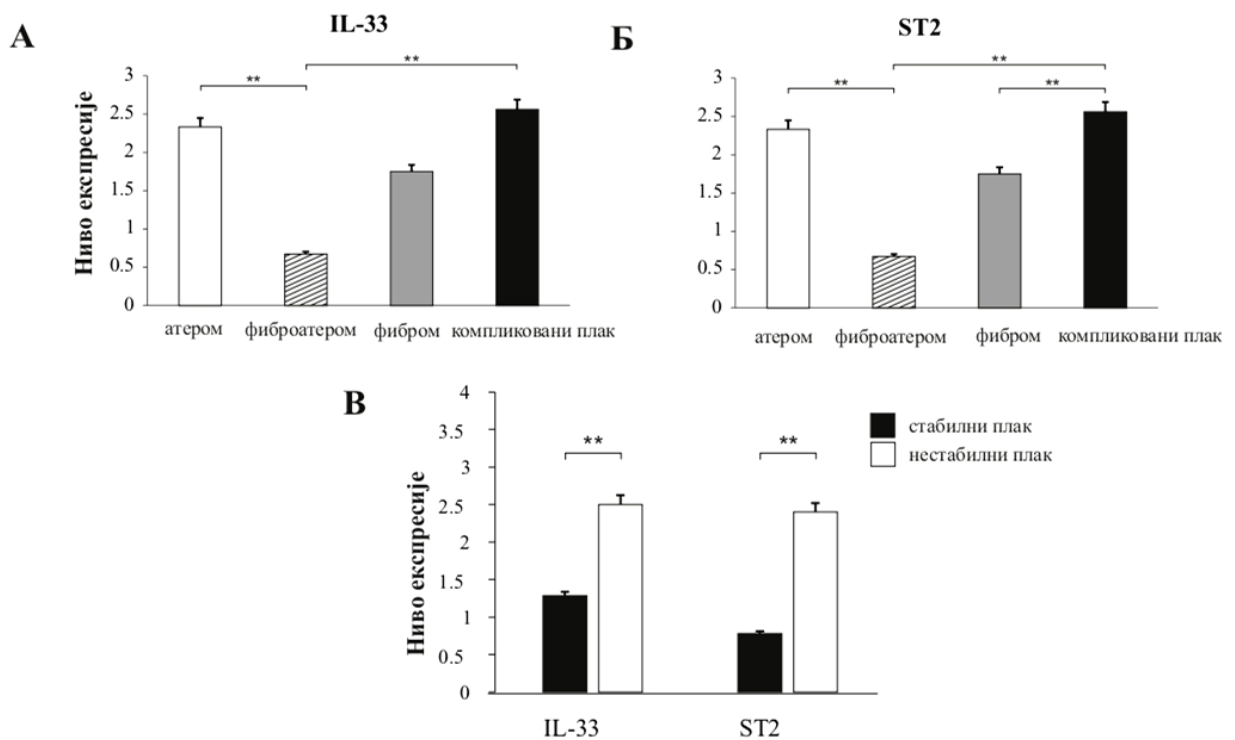 А
IL-33
**
**
Ниво експресије
3
2.5
2
1.5
1
0.5
0
атером
фиброатером
фибром
компликовани плак
Б
ST2
**
**
**
3
2.5
2
1.5
1
0.5
0
атером
фиброатером
фибром
компликовани плак
В
Ниво експресије
4
3.5
3
2.5
2
1.5
1
0.5
0
**
**
IL-33
ST2
стабилни плак
нестабилни плак